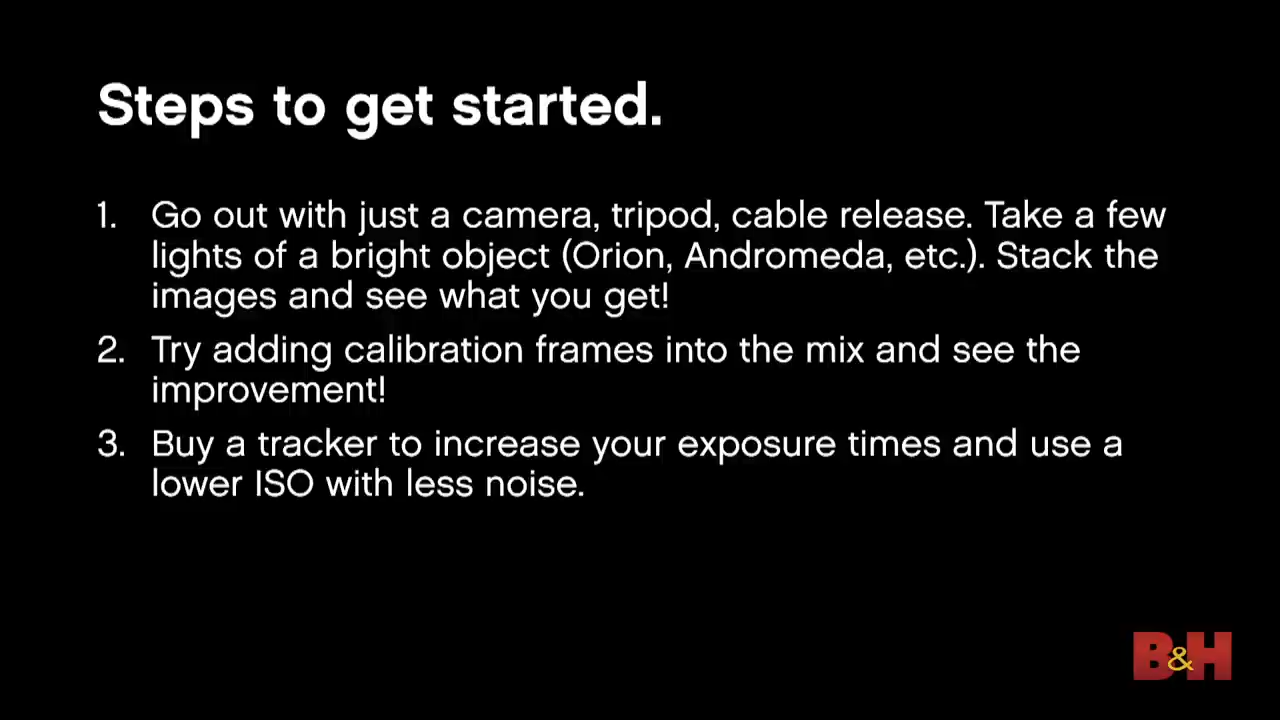 Steps to get started.
1. Go out with just a camera, tripod, cable release. Take a few
lights of a bright object (Orion, Andromeda, etc.). Stack the
images and see what you get!
2. Try adding calibration frames into the mix and see the
improvement!
3. Buy a tracker to increase your exposure times and use a
lower ISO with less noise.
B&H